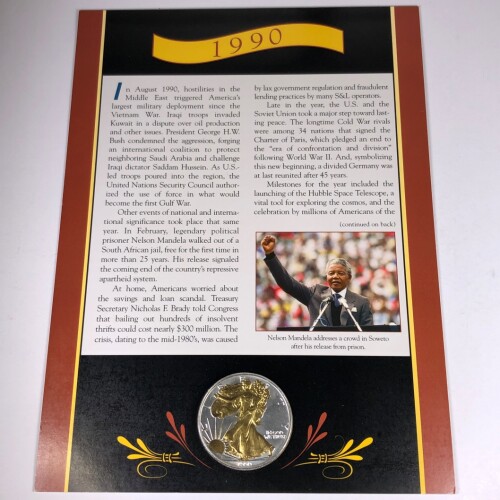 1990
In August 1990, hostilities in the
Middle East triggered America's
largest military deployment since the
Vietnam War. Iraqi troops invaded
Kuwait in a dispute over oil production
and other issues. President George H.W.
Bush condemned the aggression, forging
an international coalition to protect
neighboring Saudi Arabia and challenge
Iraqi dictator Saddam Hussein. As U.S.-
led troops poured into the region, the
United Nations Security Council author-
ized the use of force in what would
become the first Gulf War.
Other events of national and interna-
tional significance took place that same
year. In February, legendary political
prisoner Nelson Mandela walked out of a
South African jail, free for the first time in
more than 25 years. His release signaled
the coming end of the country's repressive
apartheid system.
At home, Americans worried about
the savings and loan scandal. Treasury
Secretary Nicholas F. Brady told Congress
that bailing out hundreds of insolvent
thrifts could cost nearly $300 million. The
crisis, dating to the mid-1980's, was caused
by lax government regulation and fraudulent
lending practices by many S&L operators.
Late in the year, the U.S. and the
Soviet Union took a major step toward last-
ing peace. The longtime Cold War rivals
were among 34 nations that signed the
Charter of Paris, which pledged an end to
the "era of confrontation and division"
following World War II. And, symbolizing
this new beginning, a divided Germany was
at last reunited after 45 years.
Milestones for the year included the
launching of the Hubble Space Telescope, a
vital tool for exploring the cosmos, and the
celebration by millions of Americans of the
(continued on back)
Nelson Mandela addresses a crowd in Soweto
after his release from prison.